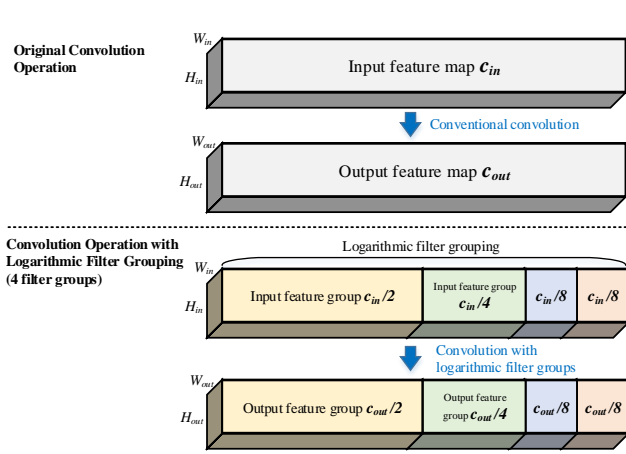 Original Convolution
Operation
W_in
H_in
Input feature map c_in
Conventional convolution
W_out
H_out
Output feature map c_out
Convolution Operation with
Logarithmic Filter Grouping
(4 filter groups)
Logarithmic filter grouping
W_in
H_in
Input feature group c_in/2
Input feature group
c_in/4
c_in/8
c_in/8
Convolution with
logarithmic filter groups
W_out
H_out
Output feature group c_out/2
Output feature
group c_out/4
c_out/8
c_out/8